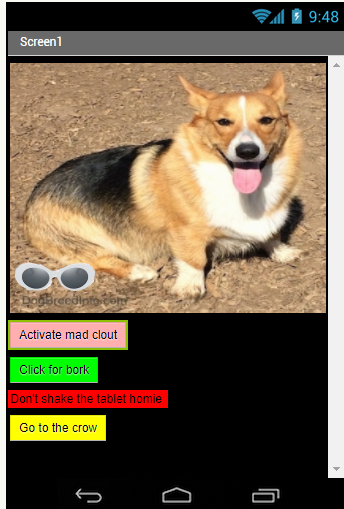 9:48
Screen1
DogBreedInfo.com
Activate mad clout
Click for bork
Don't shake the tablet homie
Go to the crow